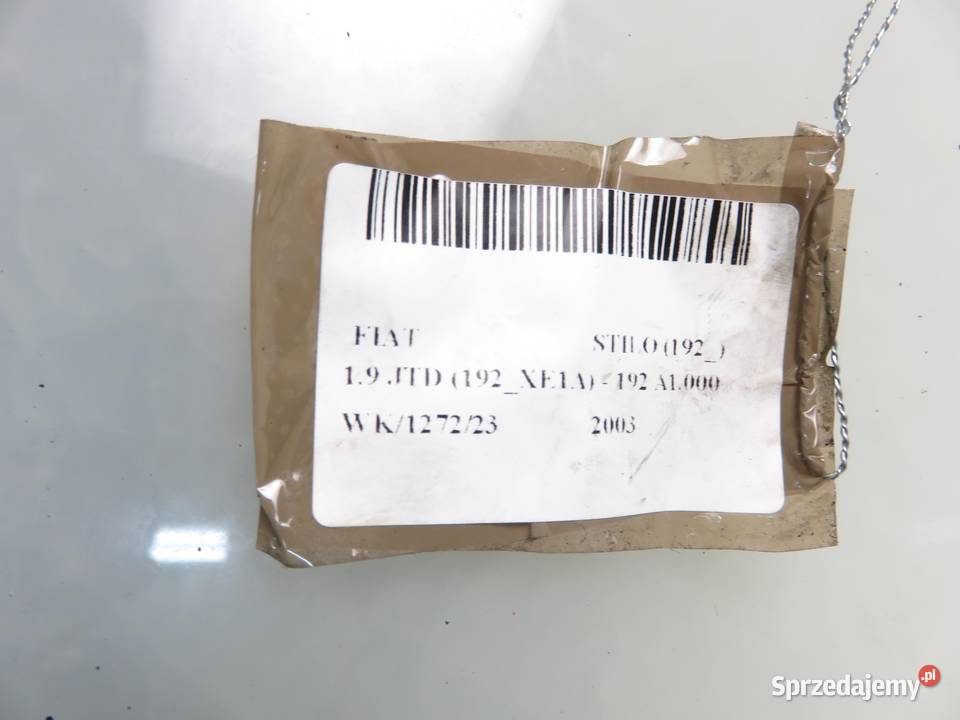 FIAT STILO (192_)
1.9 JTD (192_XE1A) - 192 A1.000
WK/1272/23 2003
Sprzedajemy.pl